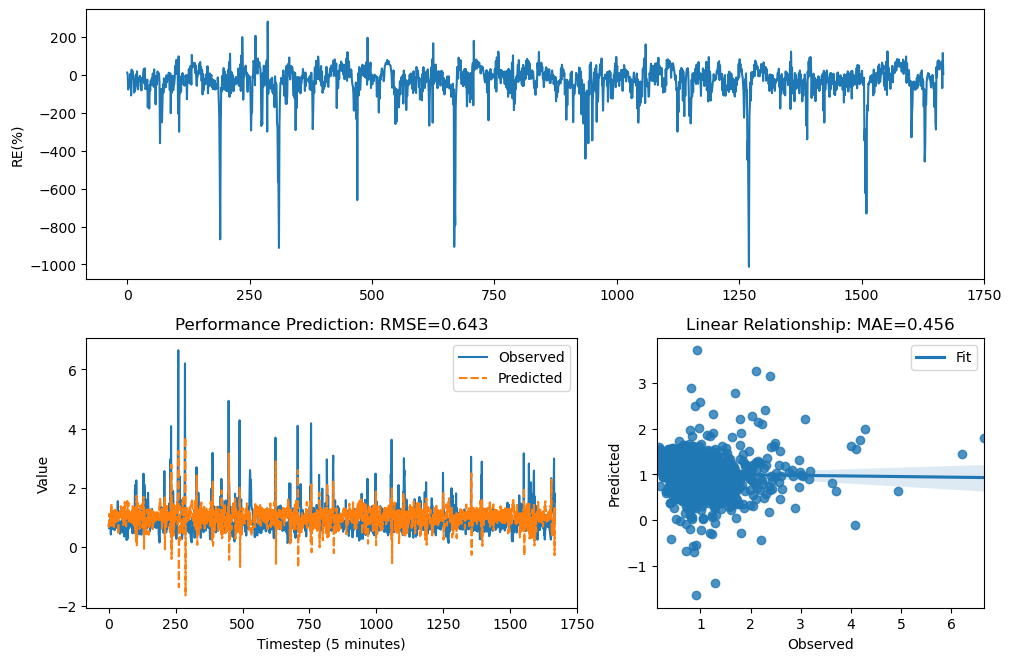 200
0
−200
−400
−600
−800
−1000
RE(%)
0 250 500 750 1000 1250 1500 1750
Performance Prediction: RMSE=0.643
Observed
Predicted
6
4
2
0
−2
Value
0 250 500 750 1000 1250 1500 1750
Timestep (5 minutes)
Linear Relationship: MAE=0.456
Fit
3
2
1
0
−1
Predicted
1 2 3 4 5 6
Observed